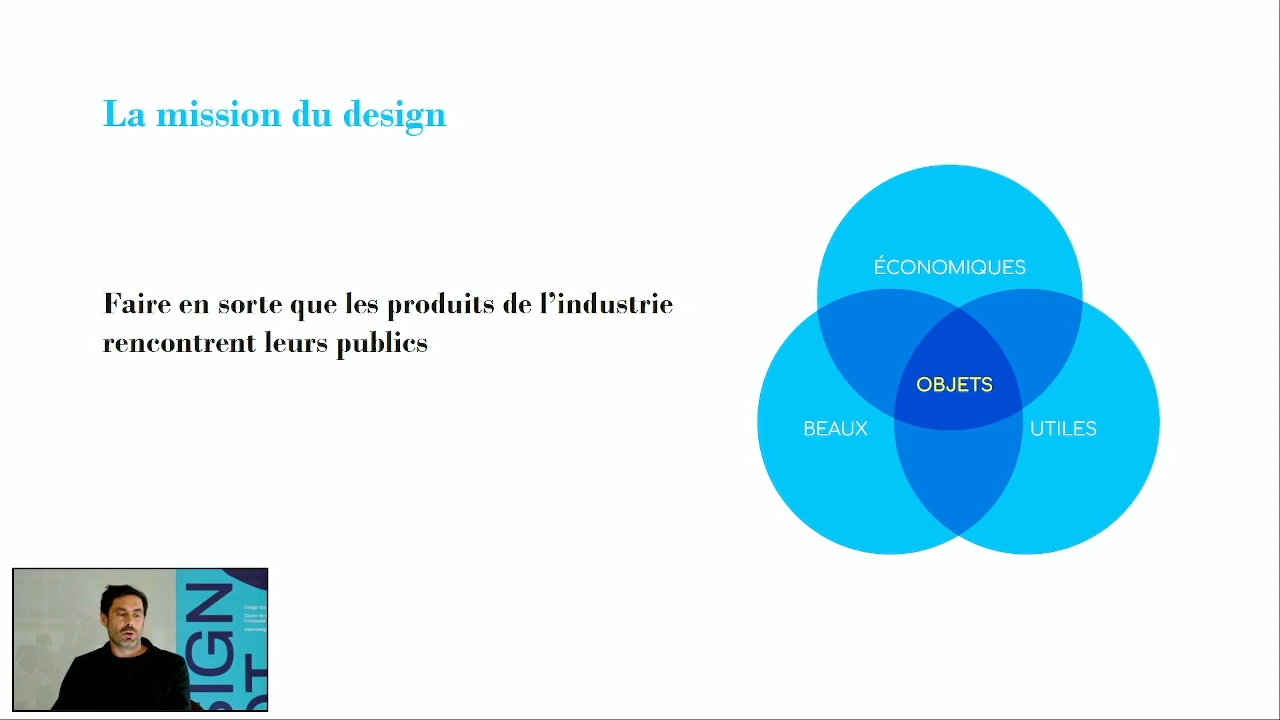 La mission du design
Faire en sorte que les produits de l’industrie
rencontrent leurs publics
ÉCONOMIQUES
OBJETS
BEAUX
UTILES
IGN